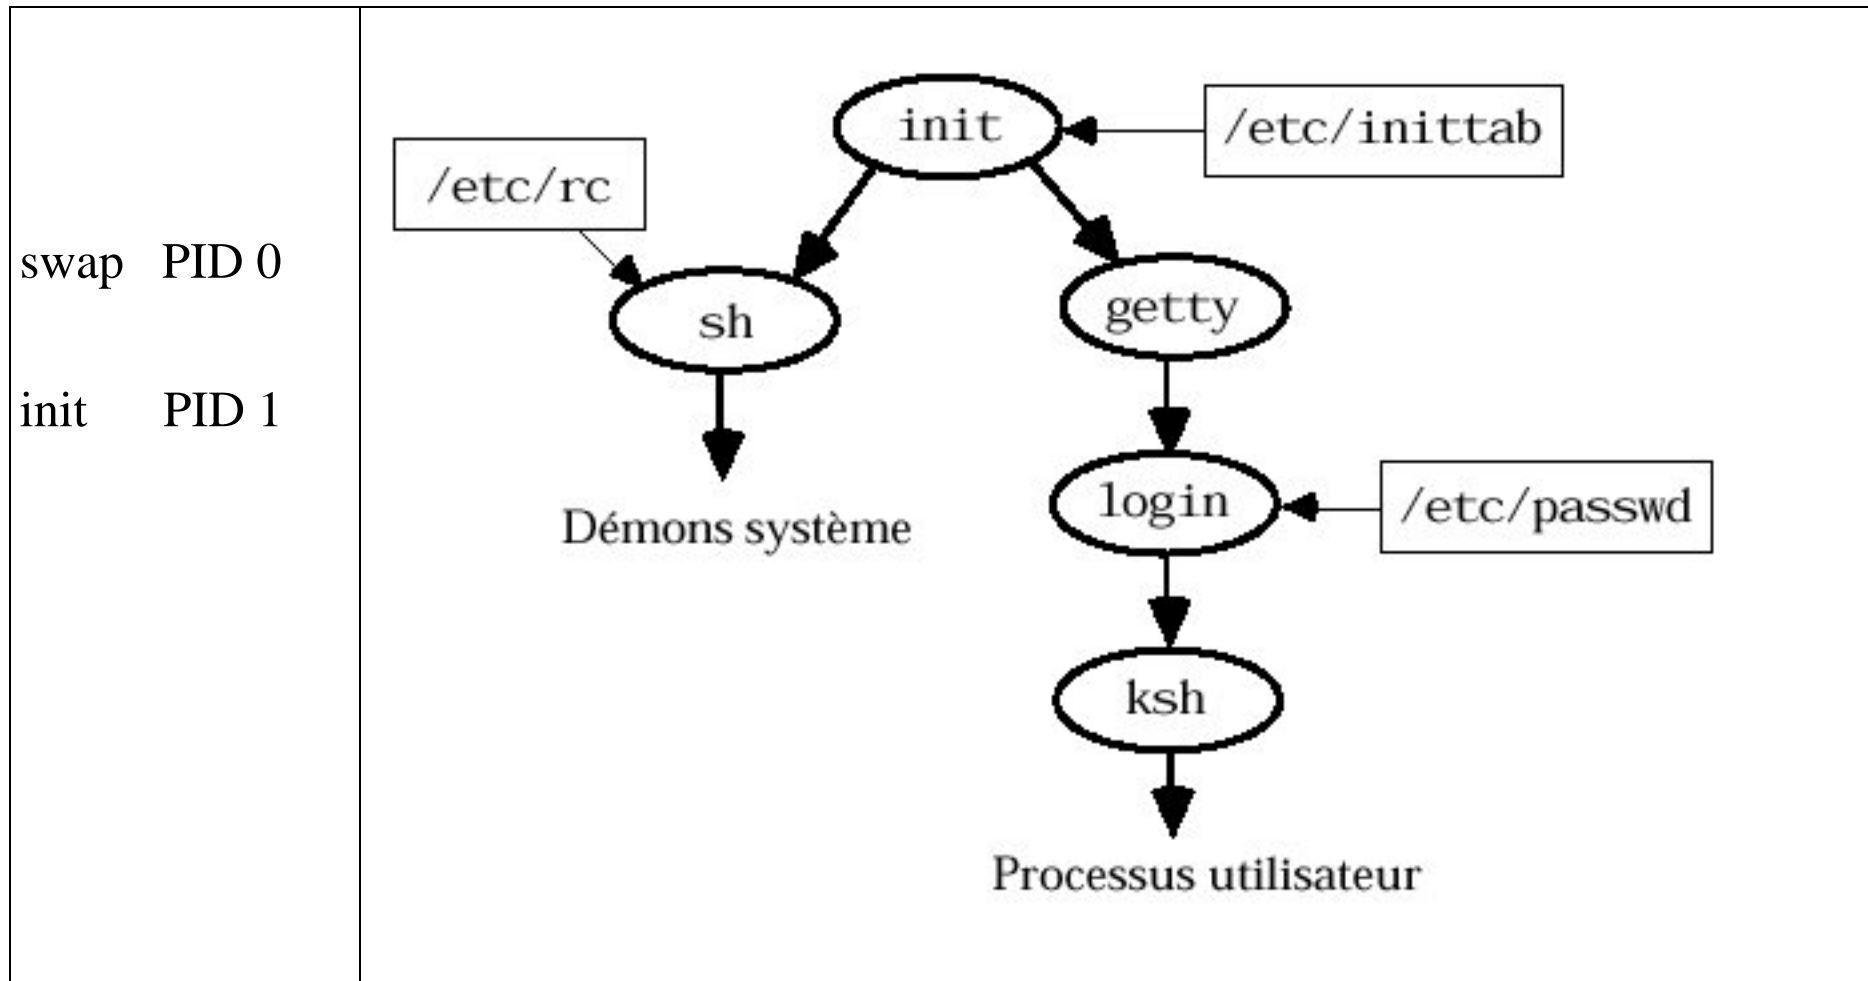 swap PID 0
init PID 1
init
/etc/inittab
/etc/rc
sh
getty
Démons système
login
/etc/passwd
ksh
Processus utilisateur